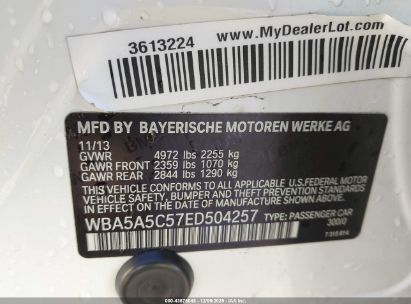 www.
3613224 MyDealerLot.com
MFD BY BAYERISCHE MOTOREN WERKE AG
11/13
GVWR 4972 lbs 2255 kg
GAWR FRONT 2359 lbs 1070 kg
GAWR REAR 2844 lbs 1290 kg
THIS VEHICLE CONFORMS TO ALL APPLICABLE U.S.FEDERAL MOTOR
VEHICLE SAFETY, BUMPER AND THEFT PREVENTION STANDARDS
IN EFFECT ON THE DATE OF MANUFACTURE SHOWN ABOVE.
WBA5A5C57ED504257 TYPE: PASSENGER CAR
300/0